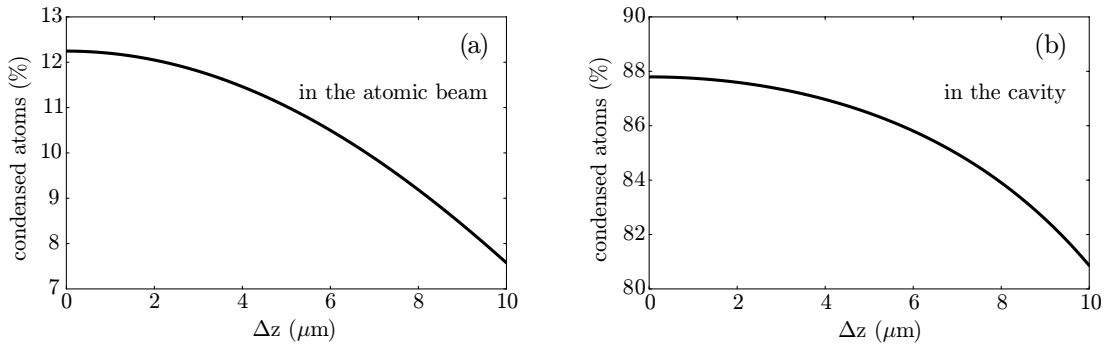 13
12
11
10
9
8
7
condensed atoms (%)
(a)
in the atomic beam
0 2 4 6 8 10
Δz (μm)
90
88
86
84
81
80
condensed atoms (%)
(b)
in the cavity
0 2 4 6 8 10
Δz (μm)